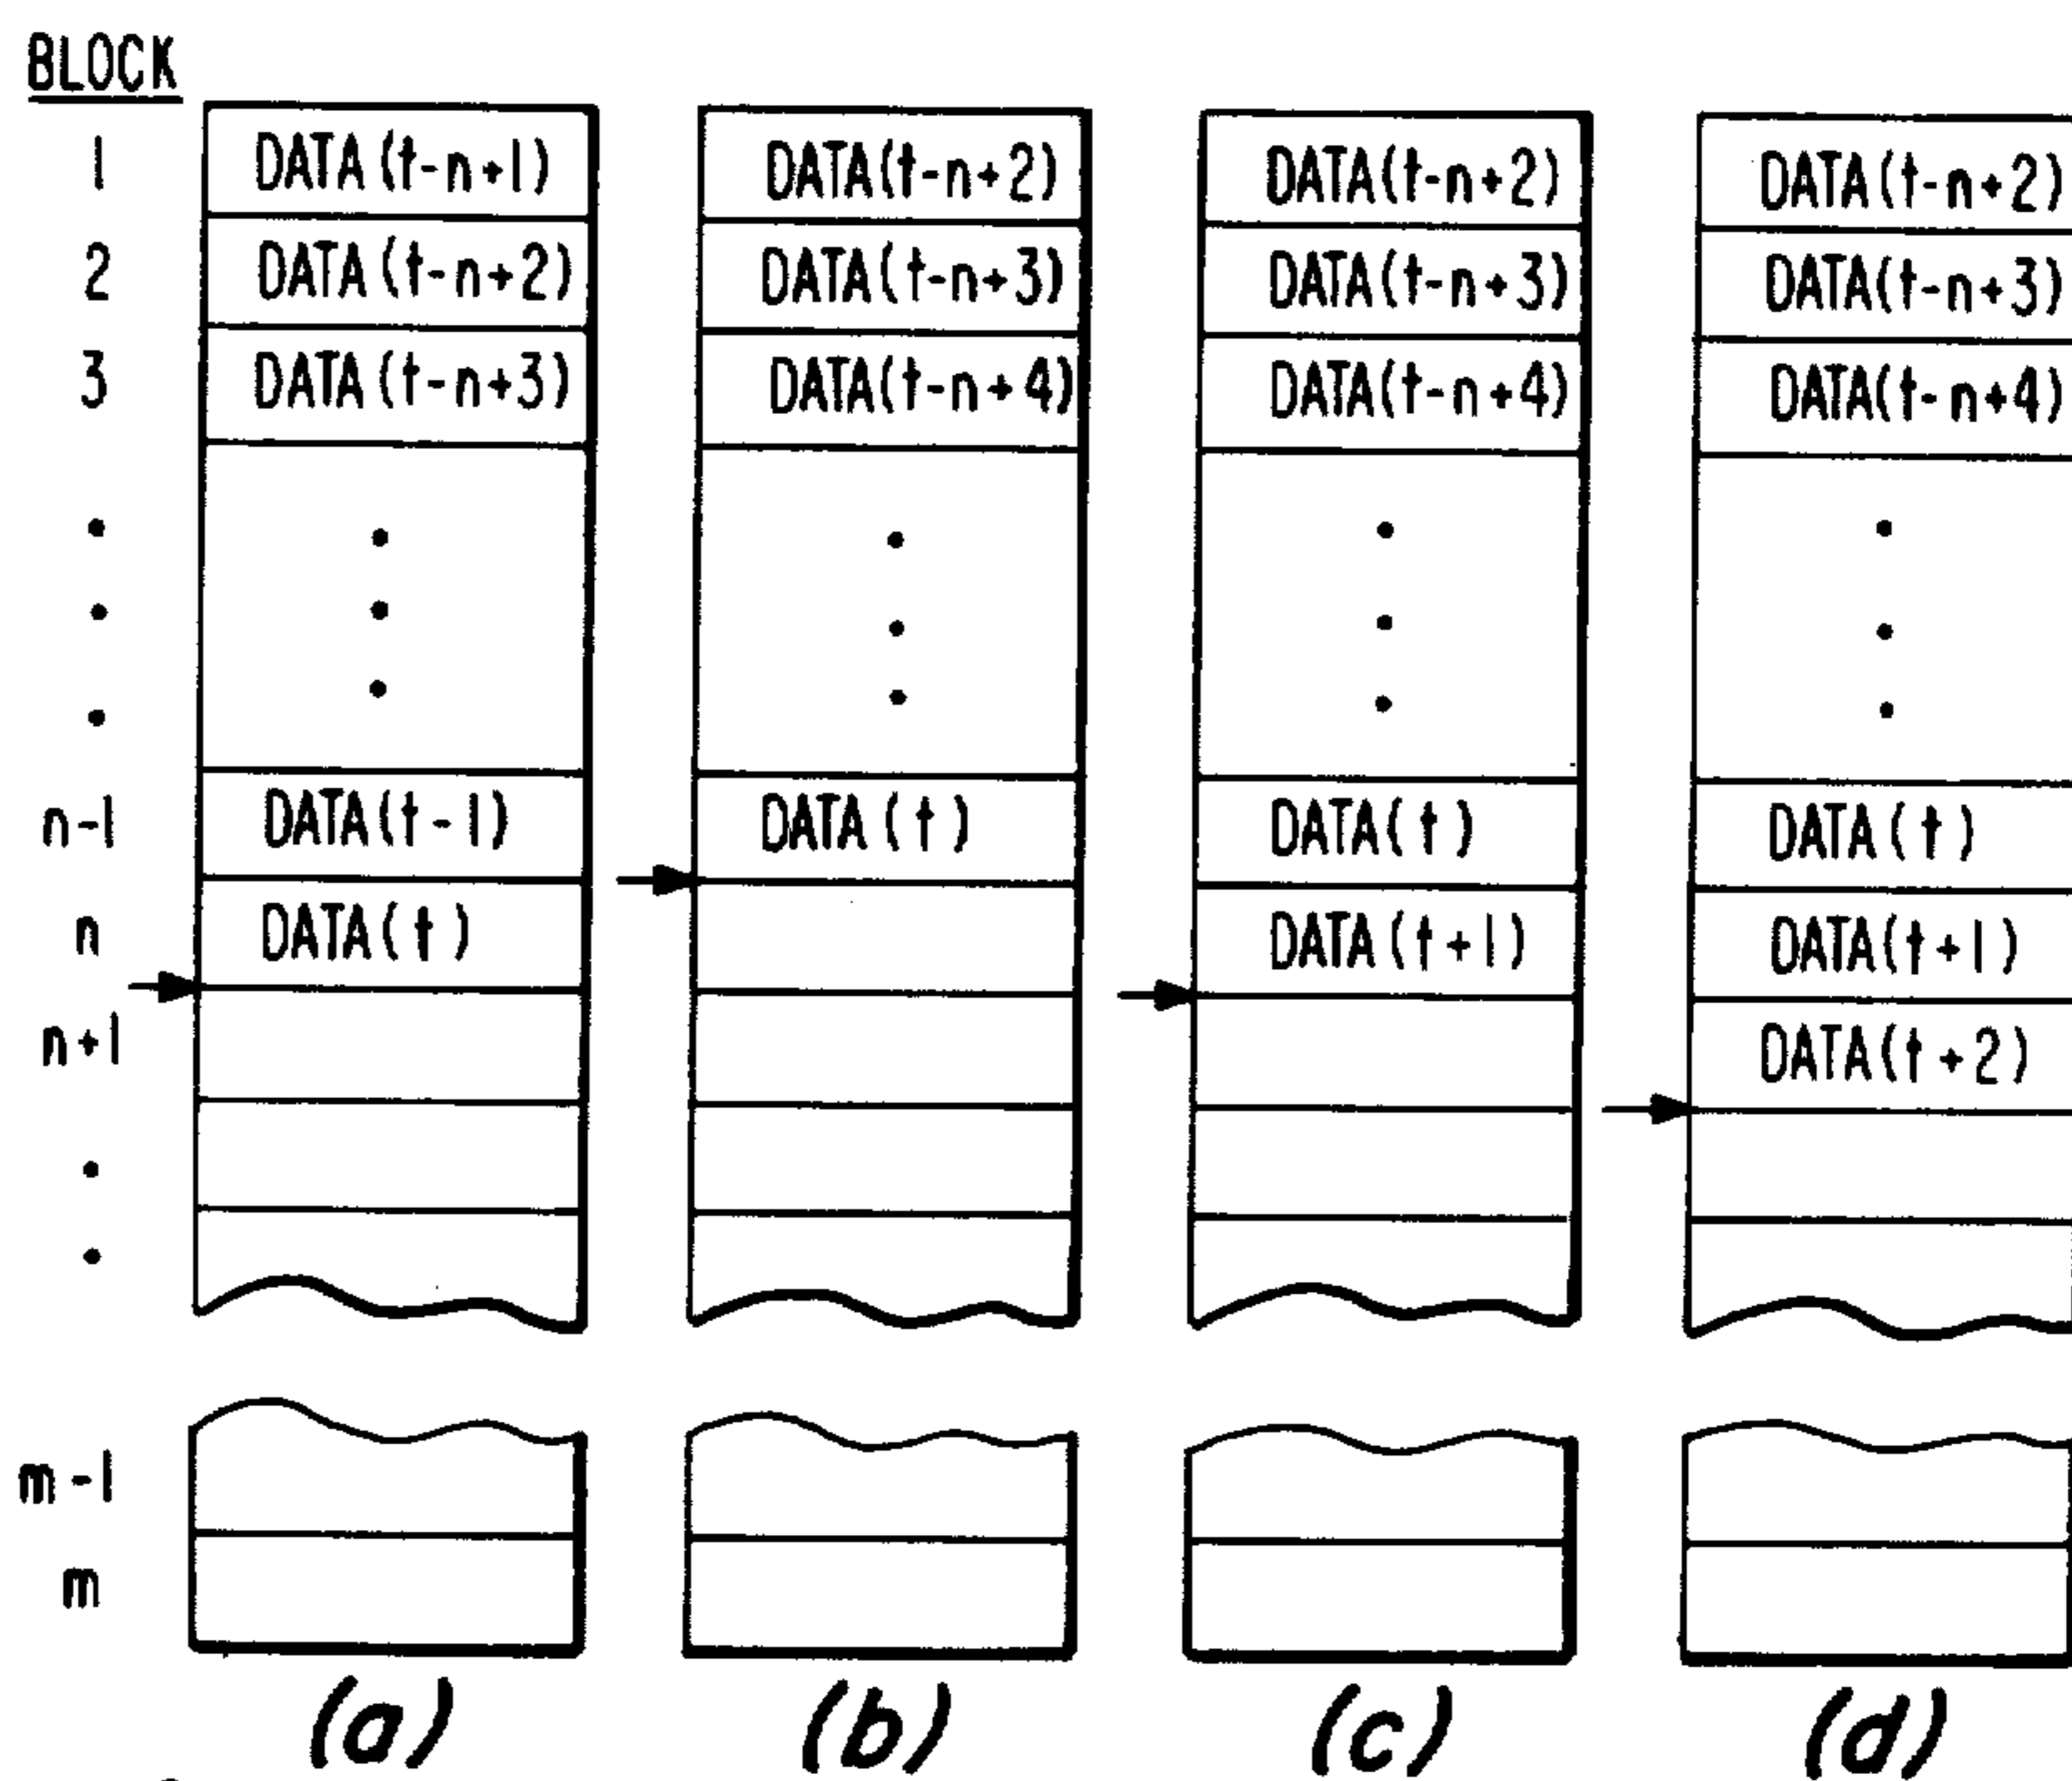 BLOCK
1 DATA(t-n+1) DATA(t-n+2) DATA(t-n+2) DATA(t-n+2)
2 DATA(t-n+2) DATA(t-n+3) DATA(t-n+3) DATA(t-n+3)
3 DATA(t-n+3) DATA(t-n+4) DATA(t-n+4) DATA(t-n+4)
n-1 DATA(t-1) DATA(t) DATA(t) DATA(t)
n DATA(t) DATA(t+1) DATA(t+1)
n+1 DATA(t+2)
m-1
m
(a) (b) (c) (d)